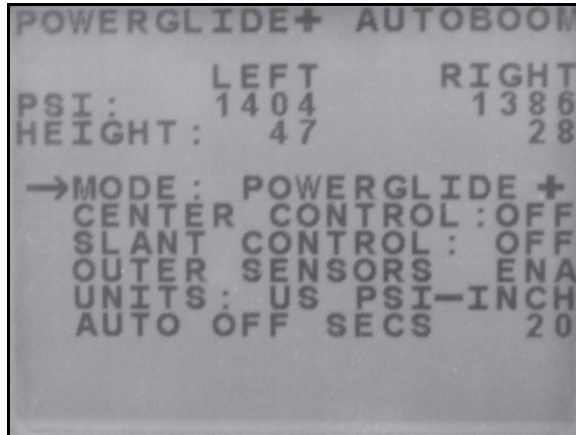 POWERGLIDE+ AUTOBOOM
LEFT RIGHT
PSI: 1404 1386
HEIGHT: 47 28
→MODE: POWERGLIDE +
CENTER CONTROL:OFF
SLANT CONTROL: OFF
OUTER SENSORS ENA
UNITS: US PSI-INCH
AUTO OFF SECS 20